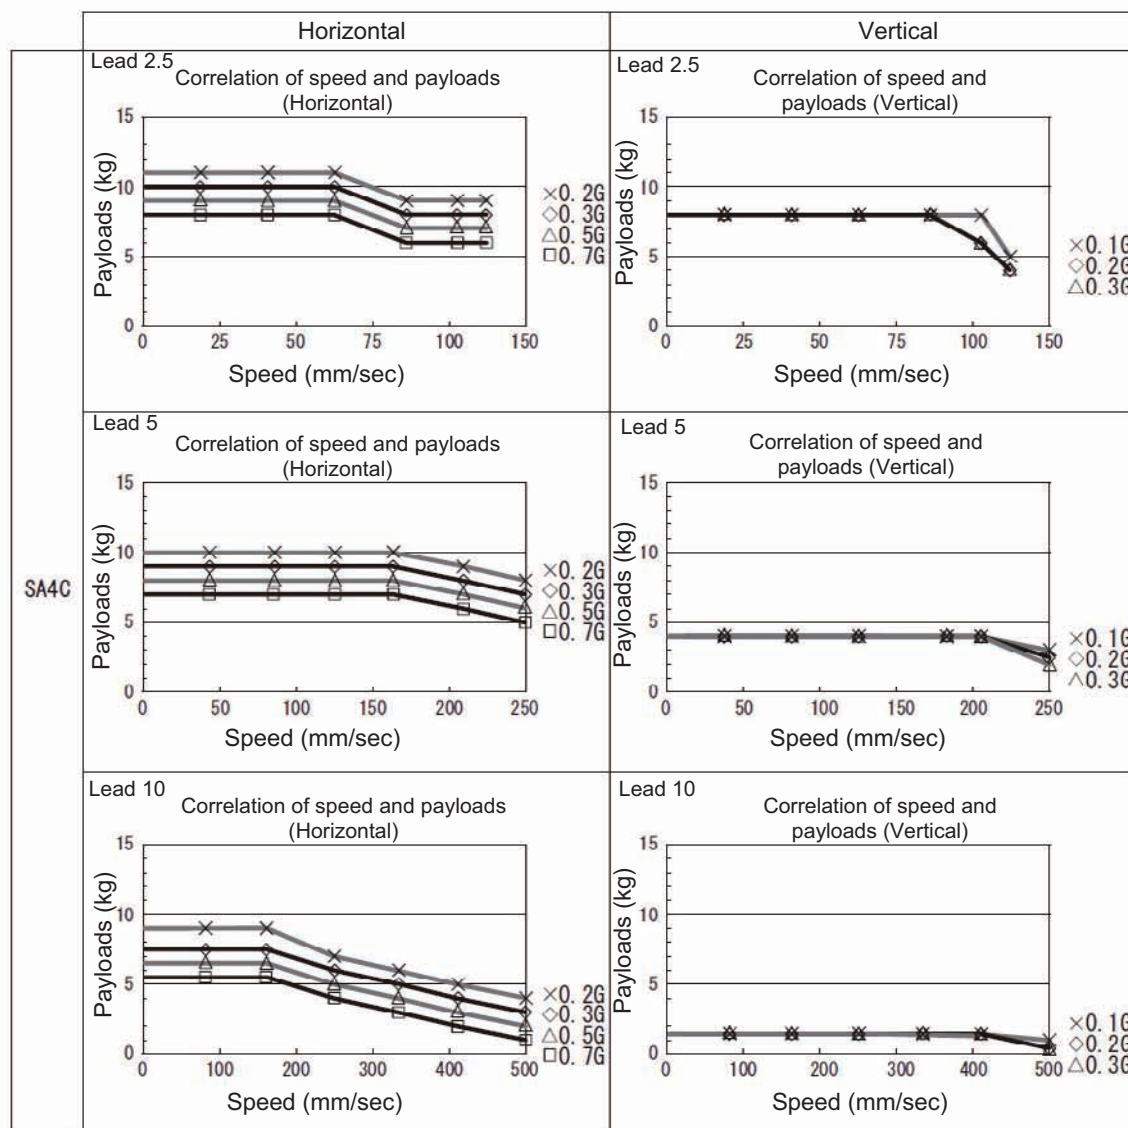 Horizontal
Vertical
SA4C
Lead 2.5
Correlation of speed and payloads
(Horizontal)
Payloads (kg)
15
10
5
0
0 25 50 75 100 150
Speed (mm/sec)
×0.2G
◇0.3G
△0.5G
□0.7G
Lead 2.5
Correlation of speed and
payloads (Vertical)
Payloads (kg)
15
10
5
0
0 25 50 75 100 150
Speed (mm/sec)
×0.1G
◇0.2G
△0.3G
Lead 5
Correlation of speed and payloads
(Horizontal)
Payloads (kg)
15
10
5
0
0 50 100 150 200 250
Speed (mm/sec)
×0.2G
◇0.3G
△0.5G
□0.7G
Lead 5
Correlation of speed and
payloads (Vertical)
Payloads (kg)
15
10
5
0
0 50 100 150 200 250
Speed (mm/sec)
×0.1G
◇0.2G
△0.3G
Lead 10
Correlation of speed and payloads
(Horizontal)
Payloads (kg)
15
10
5
0
0 100 200 300 400 500
Speed (mm/sec)
×0.2G
◇0.3G
△0.5G
□0.7G
Lead 10
Correlation of speed and
payloads (Vertical)
Payloads (kg)
15
10
5
0
0 100 200 300 400 500
Speed (mm/sec)
×0.1G
◇0.2G
△0.3G